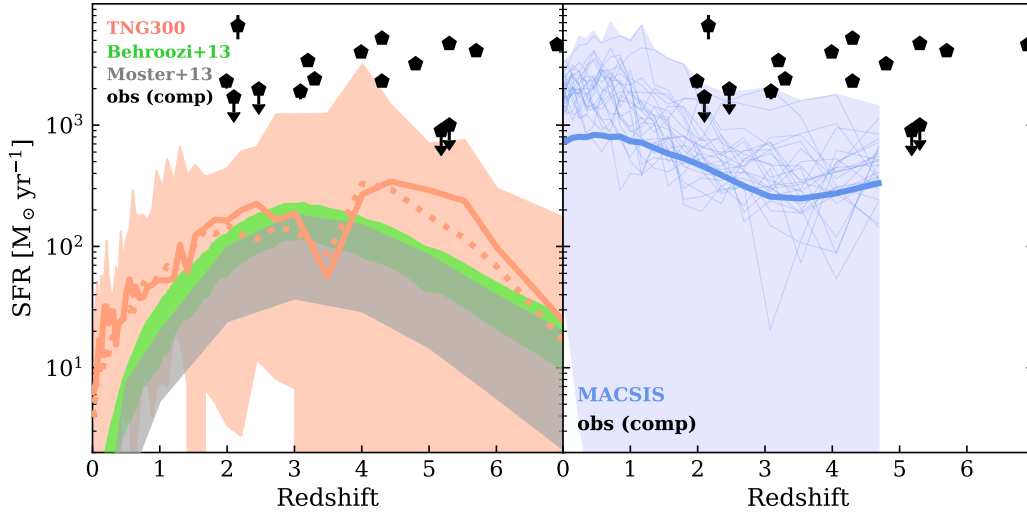 TNG300
Behroozi+13
Moster+13
obs (comp)
MACSIS
obs (comp)
SFR [M⊙ yr⁻¹]
10³
10²
10¹
0 1 2 3 4 5 6 0 1 2 3 4 5 6
Redshift Redshift